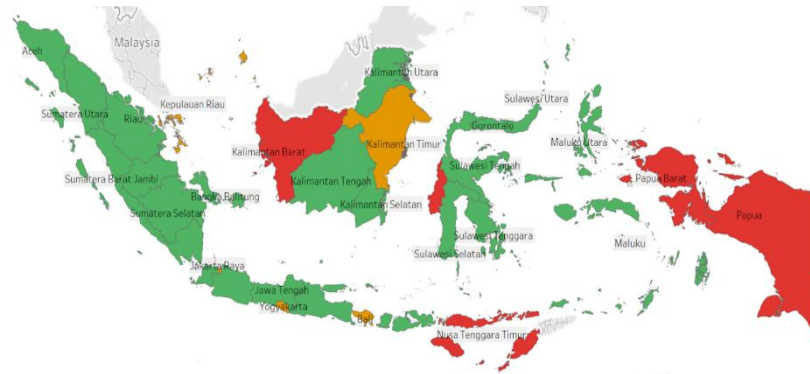 Malaysia
Aceh
Kalimantan Utara
Sumatera Utara
Kepulauan Riau
Riau
Sulawesi Utara
Gorontalo
Kalimantan Barat
Kalimantan Timur
Maluku Utara
Sulawesi Tengah
Sumatera Barat
Jambi
Kalimantan Tengah
Papua Barat
Bangka Belitung
Kalimantan Selatan
Sumatera Selatan
Papua
Sulawesi Tenggara
Maluku
Sulawesi Selatan
Jakarta Raya
Jawa Tengah
Yogyakarta
Bali
Nusa Tenggara Timur